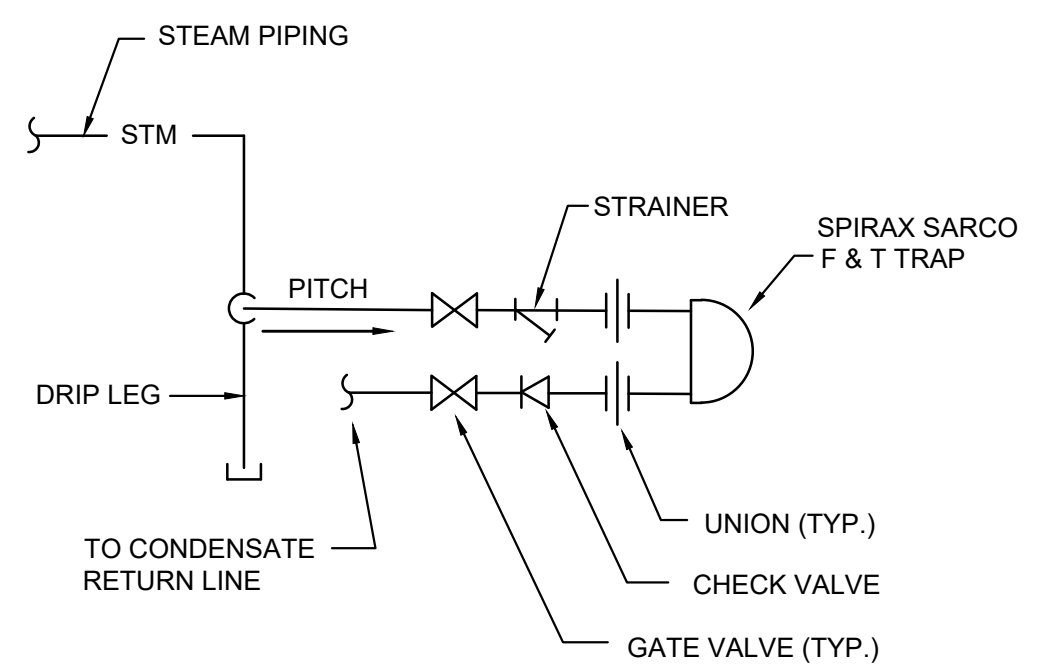 STEAM PIPING
STM
STRAINER
SPIRAX SARCO
F & T TRAP
PITCH
DRIP LEG
UNION (TYP.)
TO CONDENSATE
RETURN LINE
CHECK VALVE
GATE VALVE (TYP.)